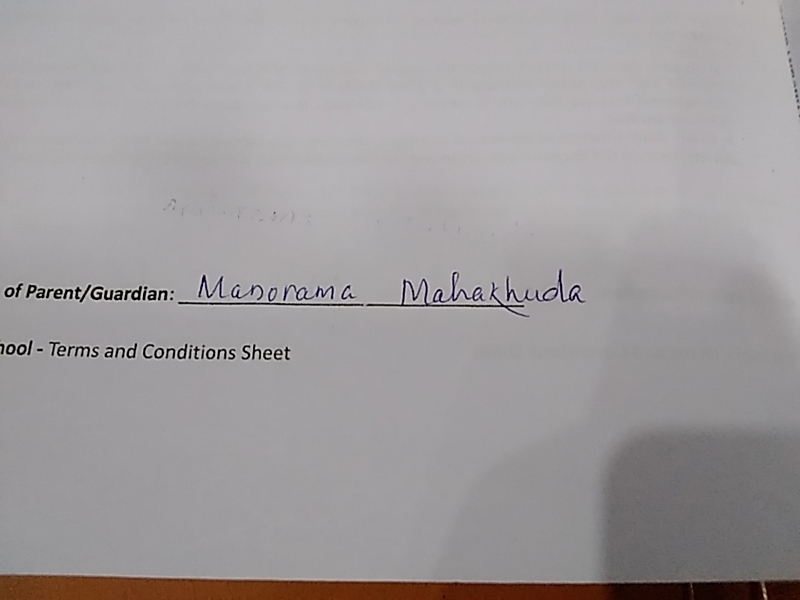 of Parent/Guardian: Manorama Mahakhuda
hool - Terms and Conditions Sheet